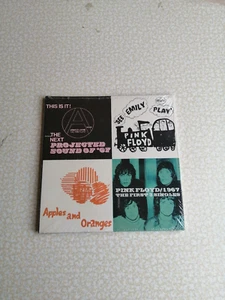 THIS IS IT!
...THE
NEXT
PROJECTED
SOUND OF '67
SEE EMILY PLAY
PINK
FLOYD
Apples and Oranges
PINK FLOYD/1967
THE FIRST 3 SINGLES